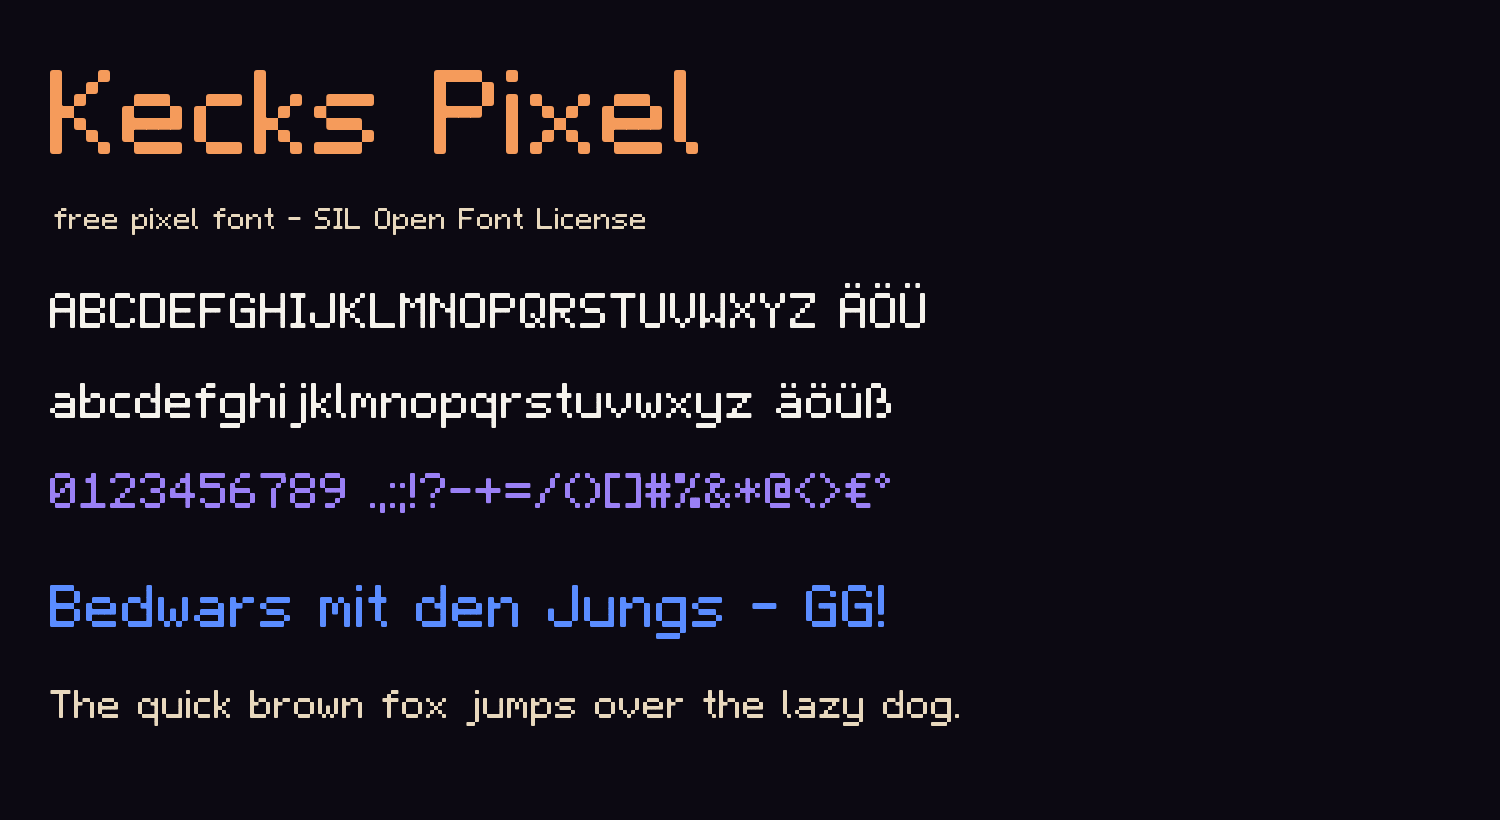 Kecks Pixel
free pixel font - SIL Open Font License
ABCDEFGHIJKLMNOPQRSTUVWXYZ ÄÖÜ
abcdefghijklmnopqrstuvwxyz äöüß
0123456789 .,:;!?-+=/()[]#%&*@<>€°
Bedwars mit den Jungs - GG!
The quick brown fox jumps over the lazy dog.